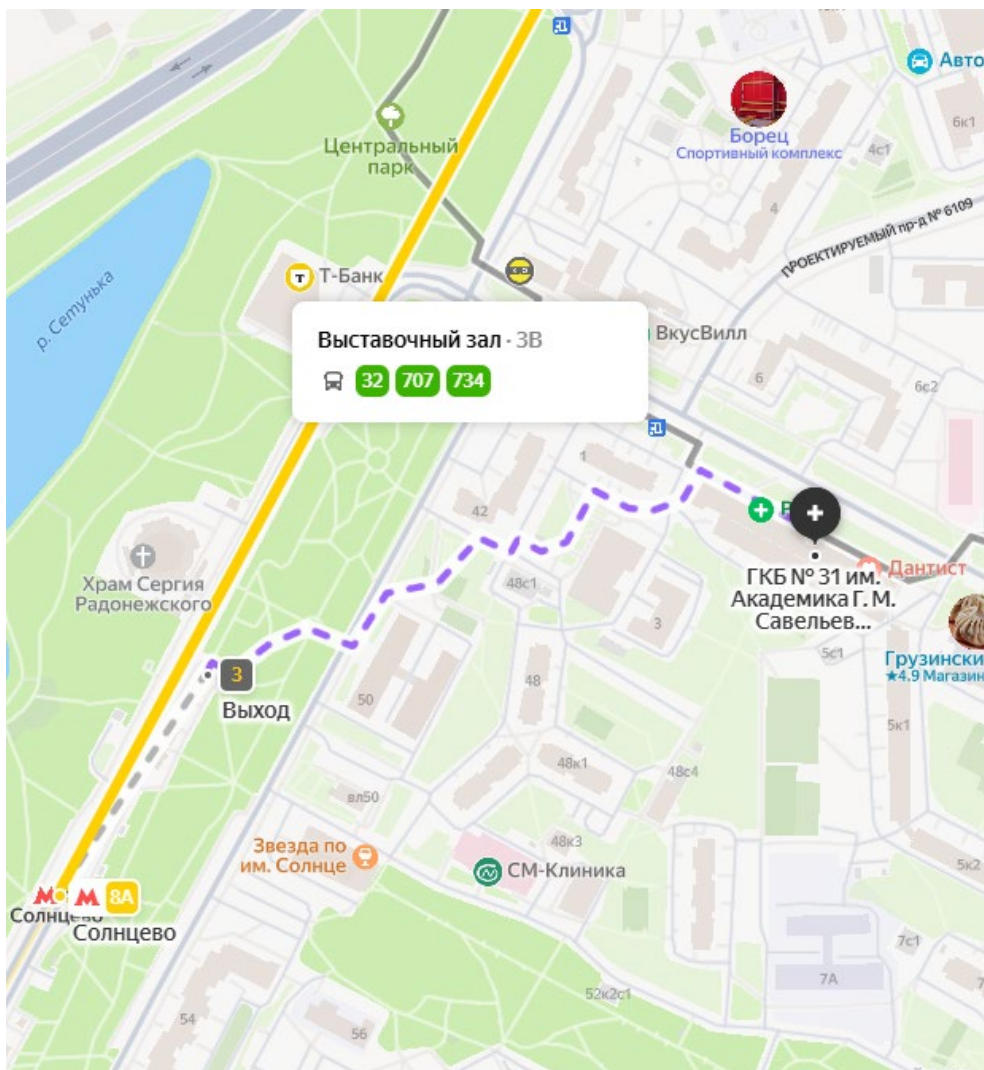 Авто
6к1
Борец
Спортивный комплекс
4с1
Центральный
парк
4
ПРОЕКТИРУЕМЫЙ пр-д № 6109
р. Сетунька
Т-Банк
Выставочный зал · 3В
32 707 734
ВкусВилл
6
6с2
1
42
Храм Сергия
Радонежского
48с1
ГКБ № 31 им.
Академика Г. М.
Савельев...
Дантист
3
5с1
Грузински
★4.9 Магазин
3
Выход
50
48
5к1
48к1
48с4
вл50
Звезда по
им. Солнце
48к3
СМ-Клиника
5к2
8А
Солнцево
Солнцево
7с1
7А
52к2с1
54
56